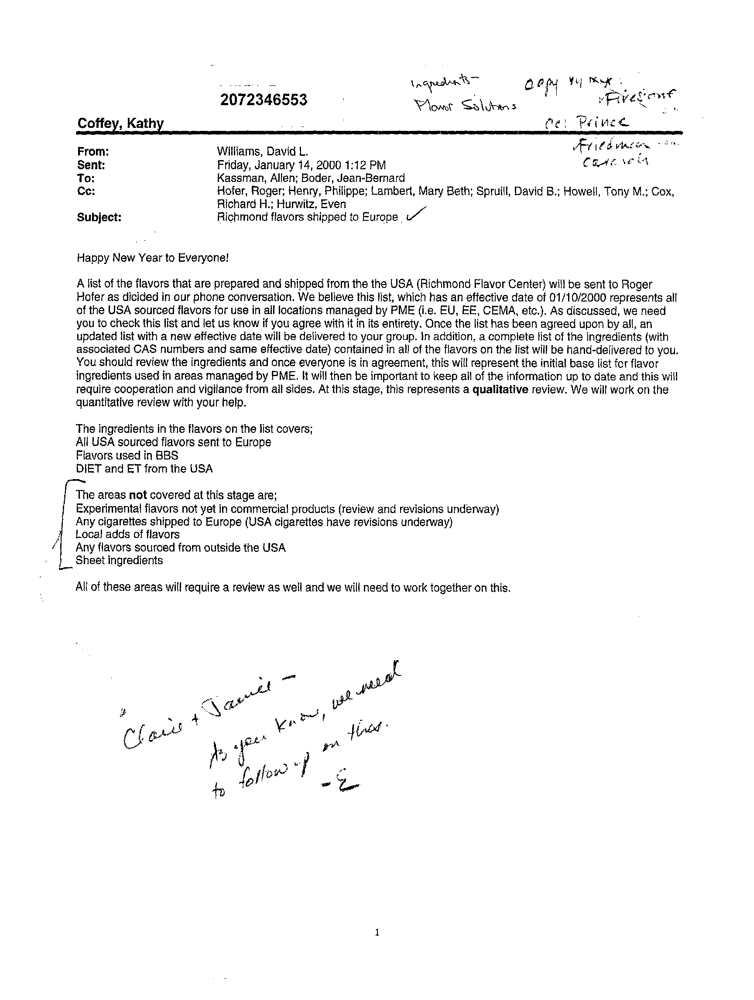 Ingredients -
2072346553
Flavor Solutions
cc: Prince
Coffey, Kathy
Friedman
From: Williams, David L.
Sent: Friday, January 14, 2000 1:12 PM
To: Kassman, Allen; Boder, Jean-Bernard
Cc: Hofer, Roger; Henry, Philippe; Lambert, Mary Beth; Spruill, David B.; Howell, Tony M.; Cox,
Richard H.; Hurwitz, Even
Subject: Richmond flavors shipped to Europe ✓
Happy New Year to Everyone!
A list of the flavors that are prepared and shipped from the the USA (Richmond Flavor Center) will be sent to Roger
Hofer as dicided in our phone conversation. We believe this list, which has an effective date of 01/10/2000 represents all
of the USA sourced flavors for use in all locations managed by PME (i.e. EU, EE, CEMA, etc.). As discussed, we need
you to check this list and let us know if you agree with it in its entirety. Once the list has been agreed upon by all, an
updated list with a new effective date will be delivered to your group. In addition, a complete list of the ingredients (with
associated CAS numbers and same effective date) contained in all of the flavors on the list will be hand-delivered to you.
You should review the ingredients and once everyone is in agreement, this will represent the initial base list for flavor
ingredients used in areas managed by PME. It will then be important to keep all of the information up to date and this will
require cooperation and vigilance from all sides. At this stage, this represents a qualitative review. We will work on the
quantitative review with your help.
The ingredients in the flavors on the list covers;
All USA sourced flavors sent to Europe
Flavors used in BBS
DIET and ET from the USA
The areas not covered at this stage are;
Experimental flavors not yet in commercial products (review and revisions underway)
Any cigarettes shipped to Europe (USA cigarettes have revisions underway)
Local adds of flavors
Any flavors sourced from outside the USA
Sheet ingredients
All of these areas will require a review as well and we will need to work together on this.
Claire + Jamie -
As you know, we need
to follow-up on this.
- E
1